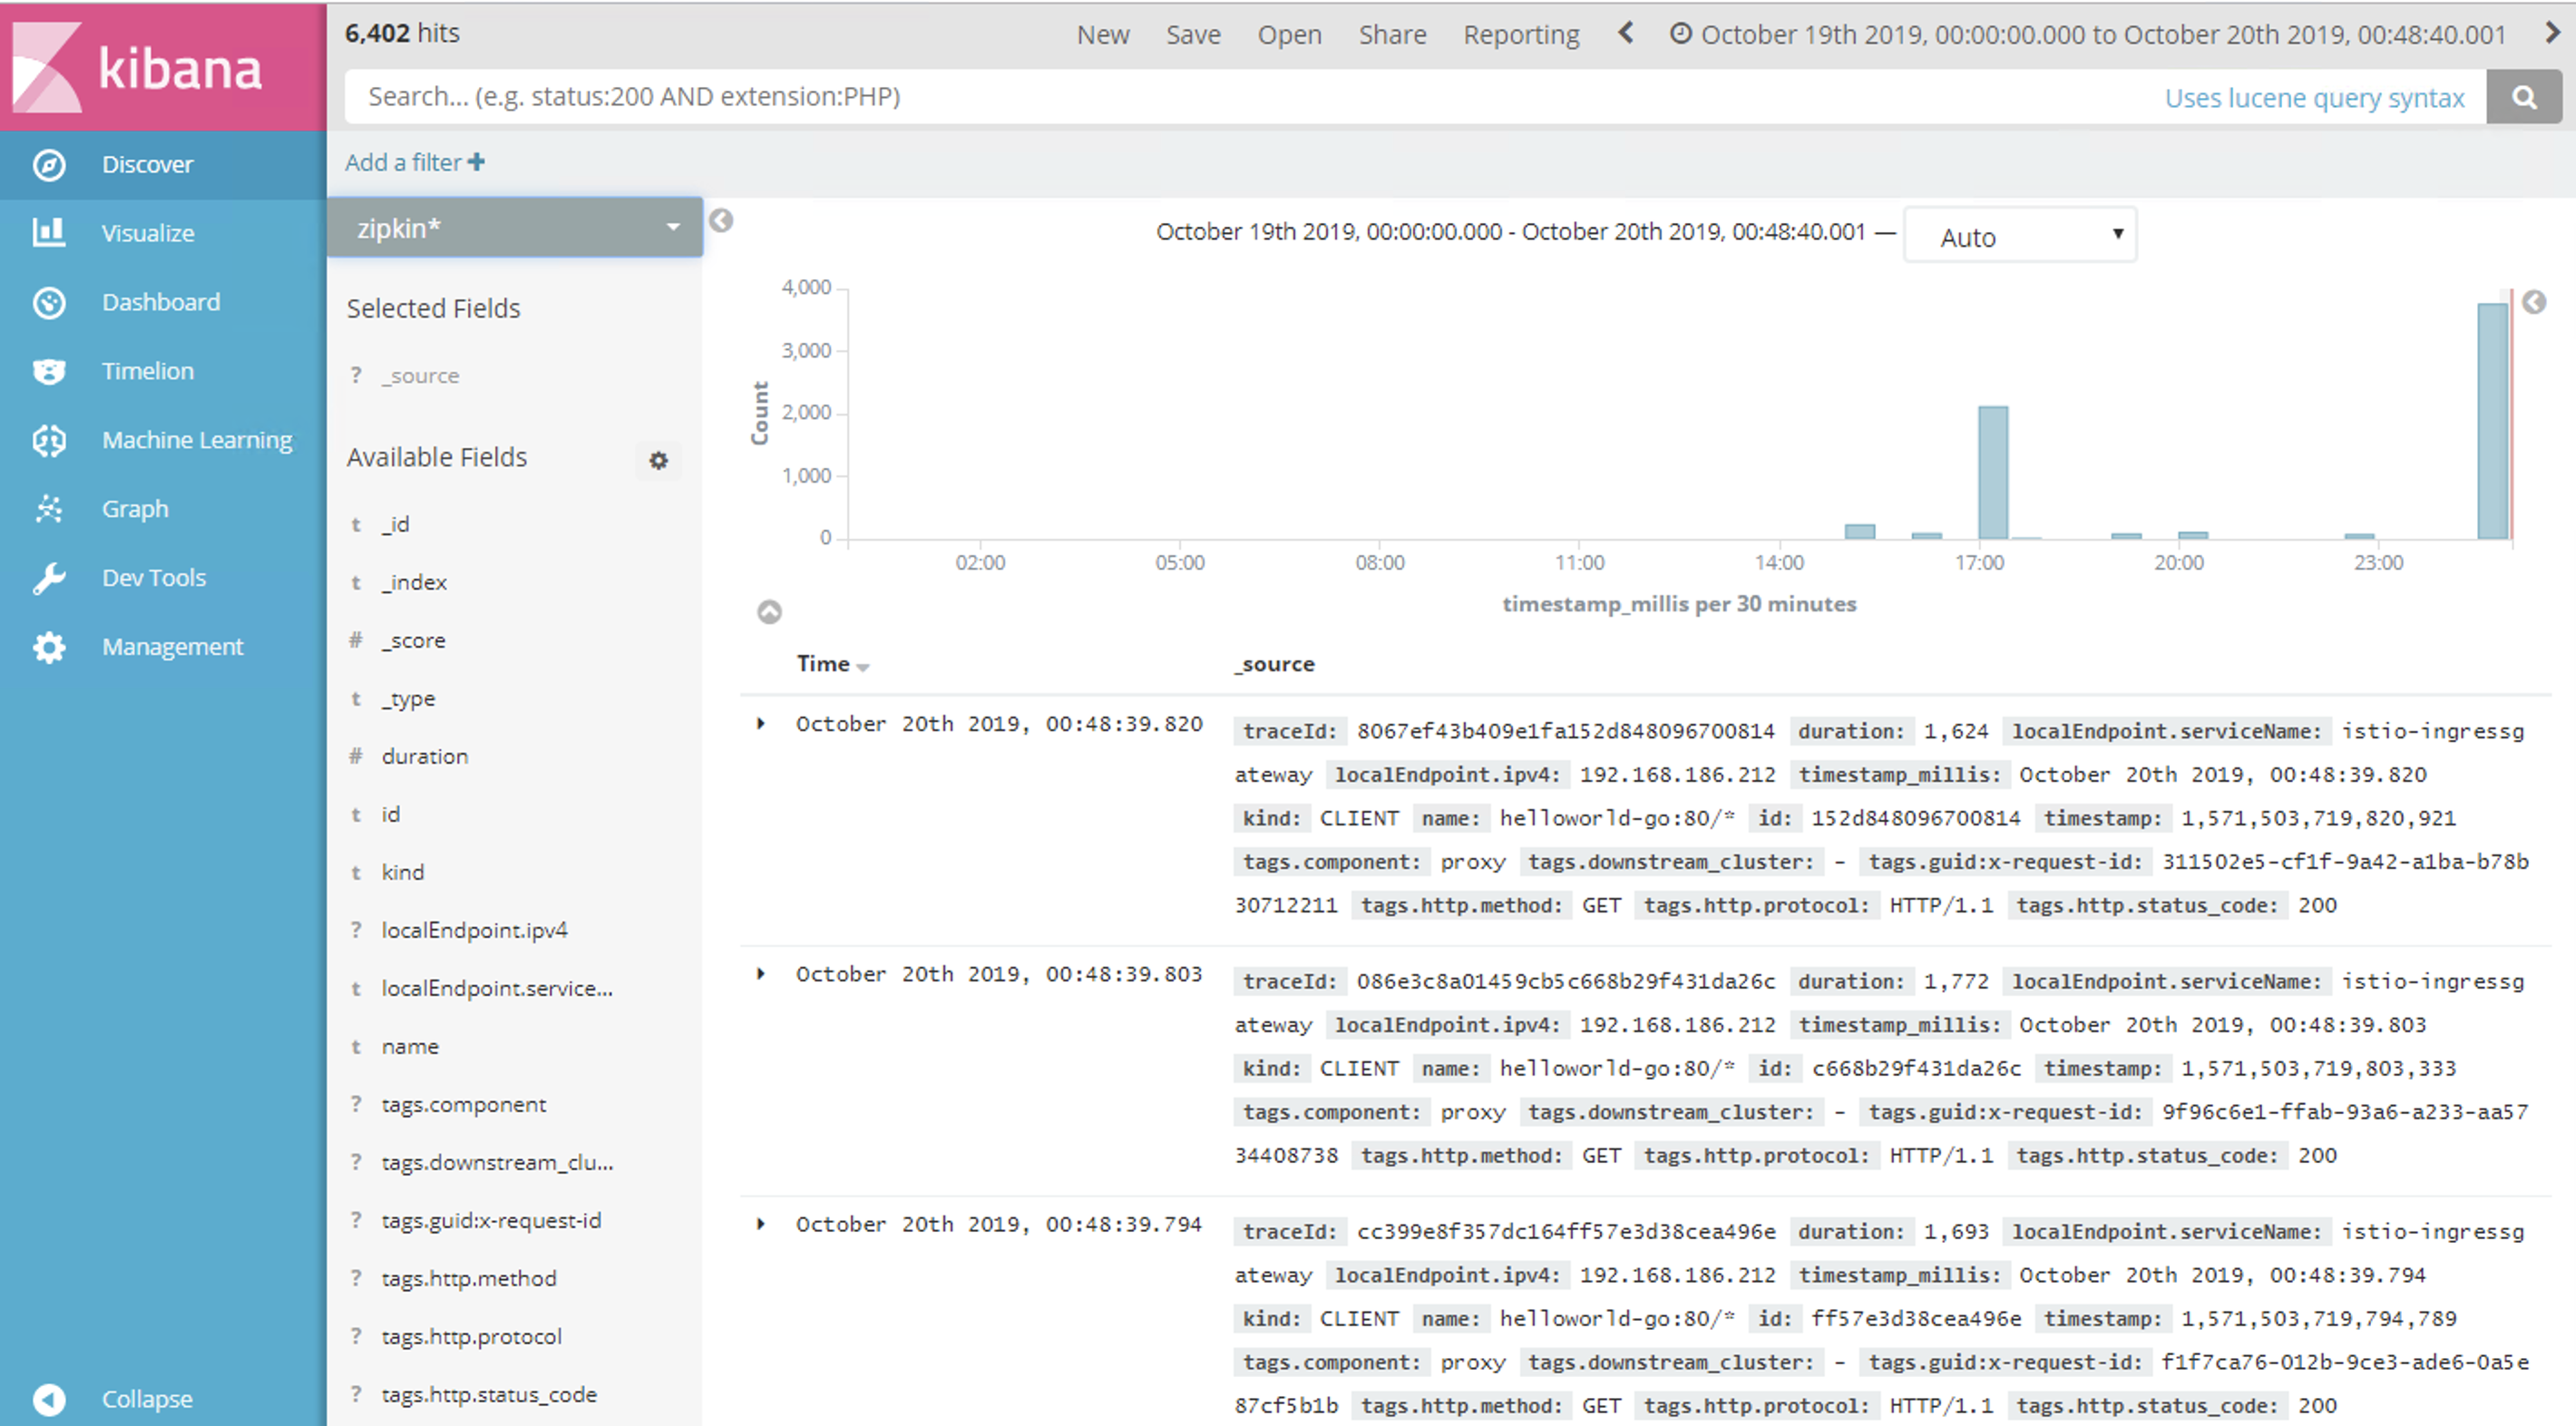 kibana
Discover
Visualize
Dashboard
Timelion
Machine Learning
Graph
Dev Tools
Management
Collapse
6,402 hits
New Save Open Share Reporting October 19th 2019, 00:00:00.000 to October 20th 2019, 00:48:40.001
Search... (e.g. status:200 AND extension:PHP) Uses lucene query syntax
Add a filter
zipkin*
Selected Fields
? _source
Available Fields
t _id
t _index
# _score
t _type
# duration
t id
t kind
? localEndpoint.ipv4
t localEndpoint.service...
t name
? tags.component
? tags.downstream_clu...
? tags.guid:x-request-id
? tags.http.method
? tags.http.protocol
? tags.http.status_code
October 19th 2019, 00:00:00.000 - October 20th 2019, 00:48:40.001 — Auto
Count
4,000
3,000
2,000
1,000
0
02:00 05:00 08:00 11:00 14:00 17:00 20:00 23:00
timestamp_millis per 30 minutes
Time _source
October 20th 2019, 00:48:39.820 traceId: 8067ef43b409e1fa152d848096700814 duration: 1,624 localEndpoint.serviceName: istio-ingressg
ateway localEndpoint.ipv4: 192.168.186.212 timestamp_millis: October 20th 2019, 00:48:39.820
kind: CLIENT name: helloworld-go:80/* id: 152d848096700814 timestamp: 1,571,503,719,820,921
tags.component: proxy tags.downstream_cluster: - tags.guid:x-request-id: 311502e5-cf1f-9a42-a1ba-b78b
30712211 tags.http.method: GET tags.http.protocol: HTTP/1.1 tags.http.status_code: 200
October 20th 2019, 00:48:39.803 traceId: 086e3c8a01459cb5c668b29f431da26c duration: 1,772 localEndpoint.serviceName: istio-ingressg
ateway localEndpoint.ipv4: 192.168.186.212 timestamp_millis: October 20th 2019, 00:48:39.803
kind: CLIENT name: helloworld-go:80/* id: c668b29f431da26c timestamp: 1,571,503,719,803,333
tags.component: proxy tags.downstream_cluster: - tags.guid:x-request-id: 9f96c6e1-ffab-93a6-a233-aa57
34408738 tags.http.method: GET tags.http.protocol: HTTP/1.1 tags.http.status_code: 200
October 20th 2019, 00:48:39.794 traceId: cc399e8f357dc164ff57e3d38cea496e duration: 1,693 localEndpoint.serviceName: istio-ingressg
ateway localEndpoint.ipv4: 192.168.186.212 timestamp_millis: October 20th 2019, 00:48:39.794
kind: CLIENT name: helloworld-go:80/* id: ff57e3d38cea496e timestamp: 1,571,503,719,794,789
tags.component: proxy tags.downstream_cluster: - tags.guid:x-request-id: f1f7ca76-012b-9ce3-ade6-0a5e
87cf5b1b tags.http.method: GET tags.http.protocol: HTTP/1.1 tags.http.status_code: 200